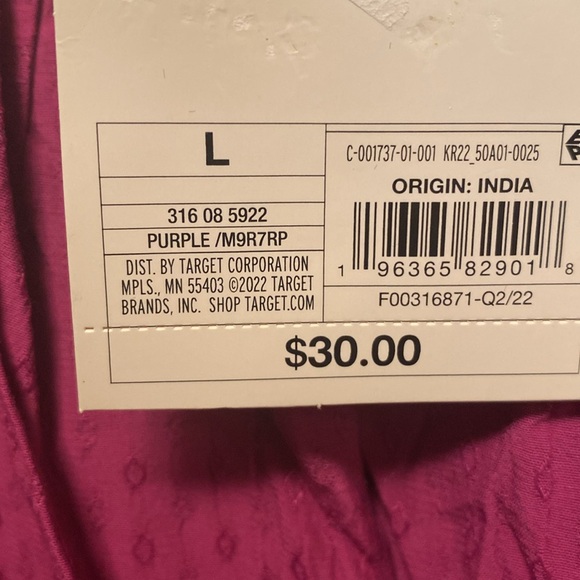 L
316 08 5922
PURPLE /M9R7RP
DIST. BY TARGET CORPORATION
MPLS., MN 55403 ©2022 TARGET
BRANDS, INC. SHOP TARGET.COM
C-001737-01-001 KR22_50A01-0025
ORIGIN: INDIA
1 96365 82901 8
F00316871-Q2/22
$30.00